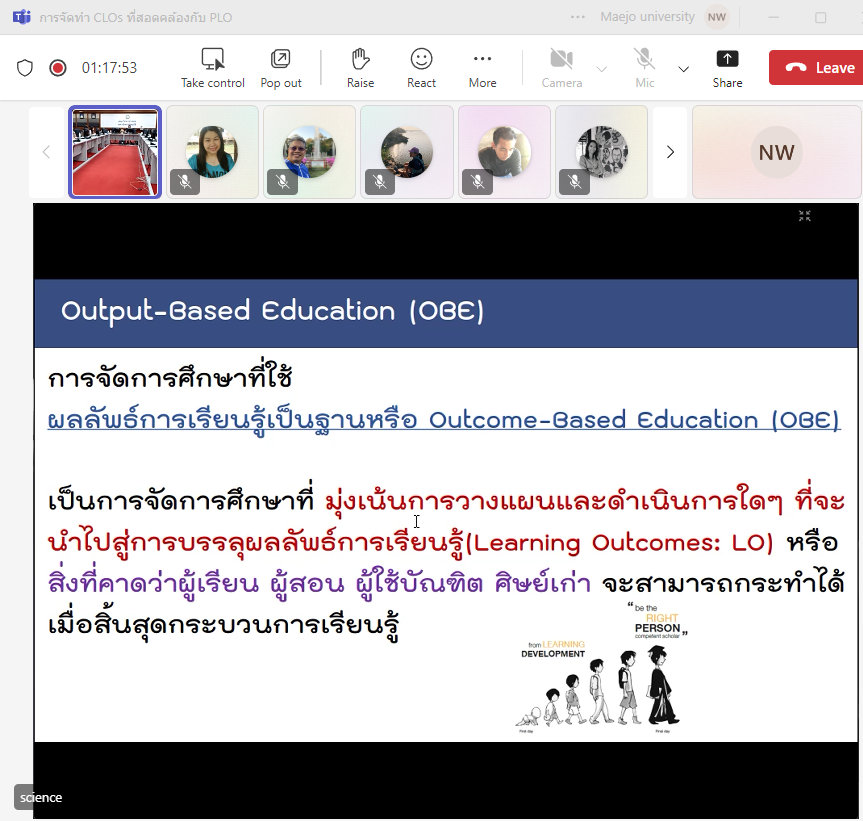 การจัดทำ CLOs ที่สอดคล้องกับ PLO
Maejo university NW
01:17:53 Take control Pop out Raise React More Camera Mic Share Leave
NW
Output-Based Education (OBE)
การจัดการศึกษาที่ใช้
ผลลัพธ์การเรียนรู้เป็นฐานหรือ Outcome-Based Education (OBE)
เป็นการจัดการศึกษาที่ มุ่งเน้นการวางแผนและดำเนินการใดๆ ที่จะ
นำไปสู่การบรรลุผลลัพธ์การเรียนรู้(Learning Outcomes: LO) หรือ
สิ่งที่คาดว่าผู้เรียน ผู้สอน ผู้ใช้บัณฑิต ศิษย์เก่า จะสามารถกระทำได้
เมื่อสิ้นสุดกระบวนการเรียนรู้
“be the
RIGHT
PERSON
competent scholar”
from LEARNING
DEVELOPMENT
First day
Final day
science